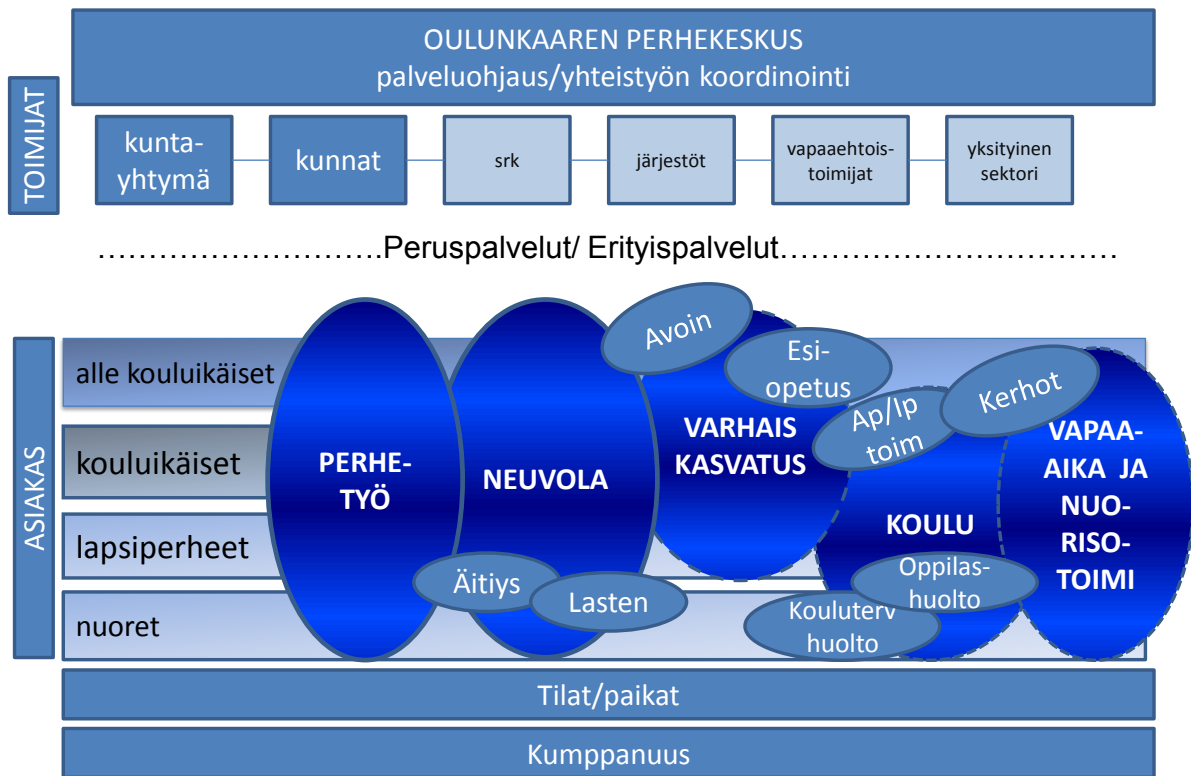 OULUNKAAREN PERHEKESKUS
palveluohjaus/yhteistyön koordinointi
TOIMIJAT
kunta-
yhtymä
kunnat
srk
järjestöt
vapaaehtois-
toimijat
yksityinen
sektori
……………………….Peruspalvelut/ Erityispalvelut……………………………
ASIAKAS
alle kouluikäiset
kouluikäiset
lapsiperheet
nuoret
PERHE-
TYÖ
NEUVOLA
Äitiys
Lasten
Avoin
Esi-
opetus
VARHAIS
KASVATUS
Ap/Ip
toim
Kerhot
KOULU
Oppilas-
huolto
Kouluterv
huolto
VAPAA-
AIKA JA
NUO-
RISO-
TOIMI
Tilat/paikat
Kumppanuus